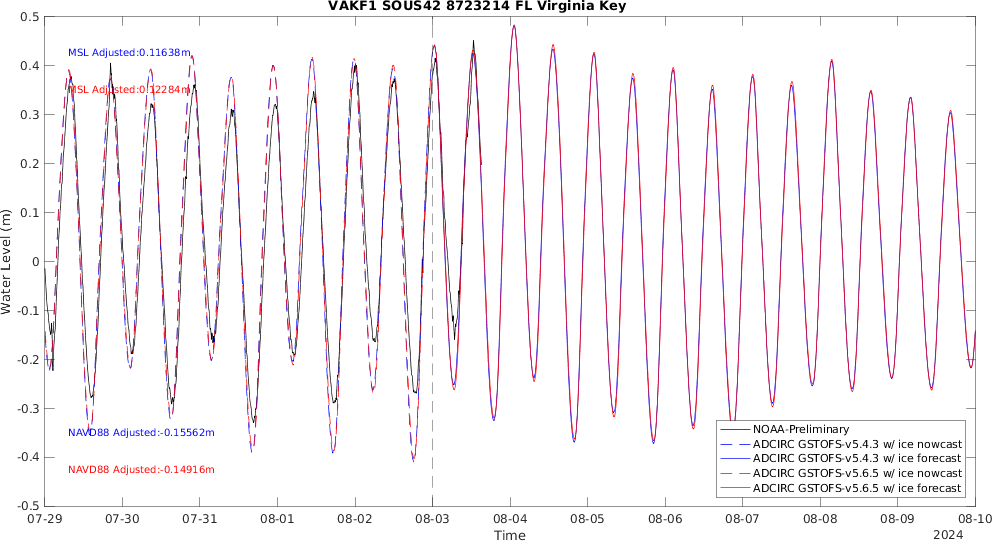 VAKF1 SOUS42 8723214 FL Virginia Key
0.5
0.4
0.3
0.2
0.1
0
-0.1
-0.2
-0.3
-0.4
-0.5
Water Level (m)
MSL Adjusted:0.11638m
MSL Adjusted:0.12284m
NAVD88 Adjusted:-0.15562m
NAVD88 Adjusted:-0.14916m
NOAA-Preliminary
ADCIRC GSTOFS-v5.4.3 w/ ice nowcast
ADCIRC GSTOFS-v5.4.3 w/ ice forecast
ADCIRC GSTOFS-v5.6.5 w/ ice nowcast
ADCIRC GSTOFS-v5.6.5 w/ ice forecast
07-29 07-30 07-31 08-01 08-02 08-03 08-04 08-05 08-06 08-07 08-08 08-09 08-10
Time
2024